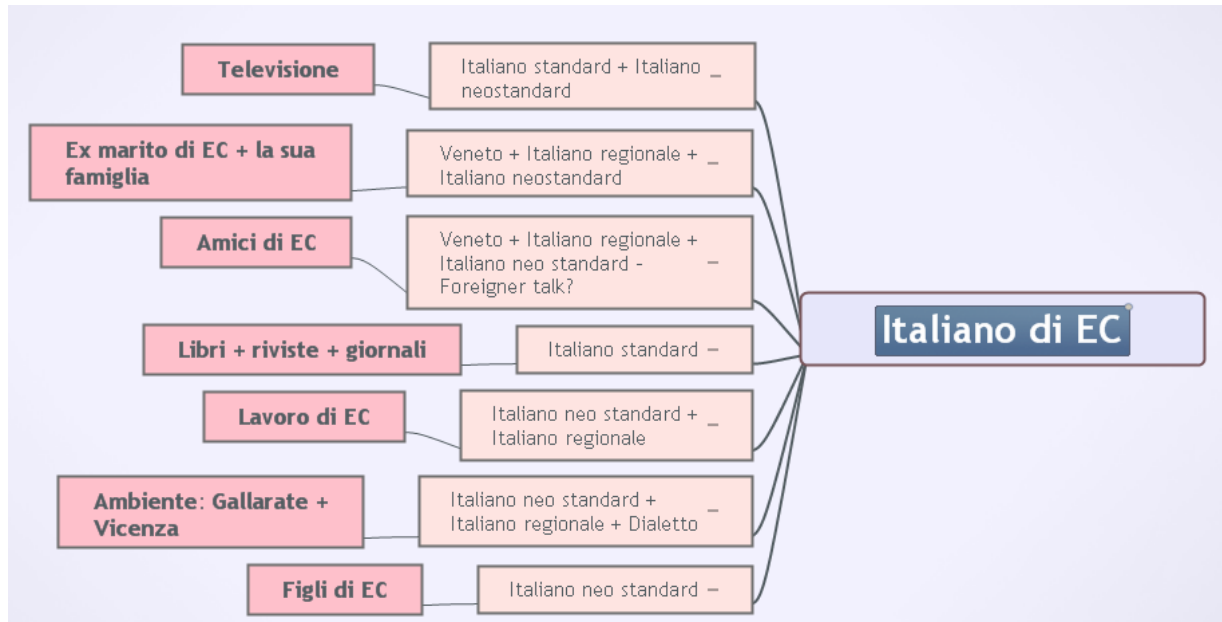 Televisione
Italiano standard + Italiano
neostandard
Ex marito di EC + la sua
famiglia
Veneto + Italiano regionale +
Italiano neostandard
Amici di EC
Veneto + Italiano regionale +
Italiano neo standard -
Foreigner talk?
Libri + riviste + giornali
Italiano standard
Lavoro di EC
Italiano neo standard +
Italiano regionale
Ambiente: Gallarate +
Vicenza
Italiano neo standard +
Italiano regionale + Dialetto
Figli di EC
Italiano neo standard
Italiano di EC